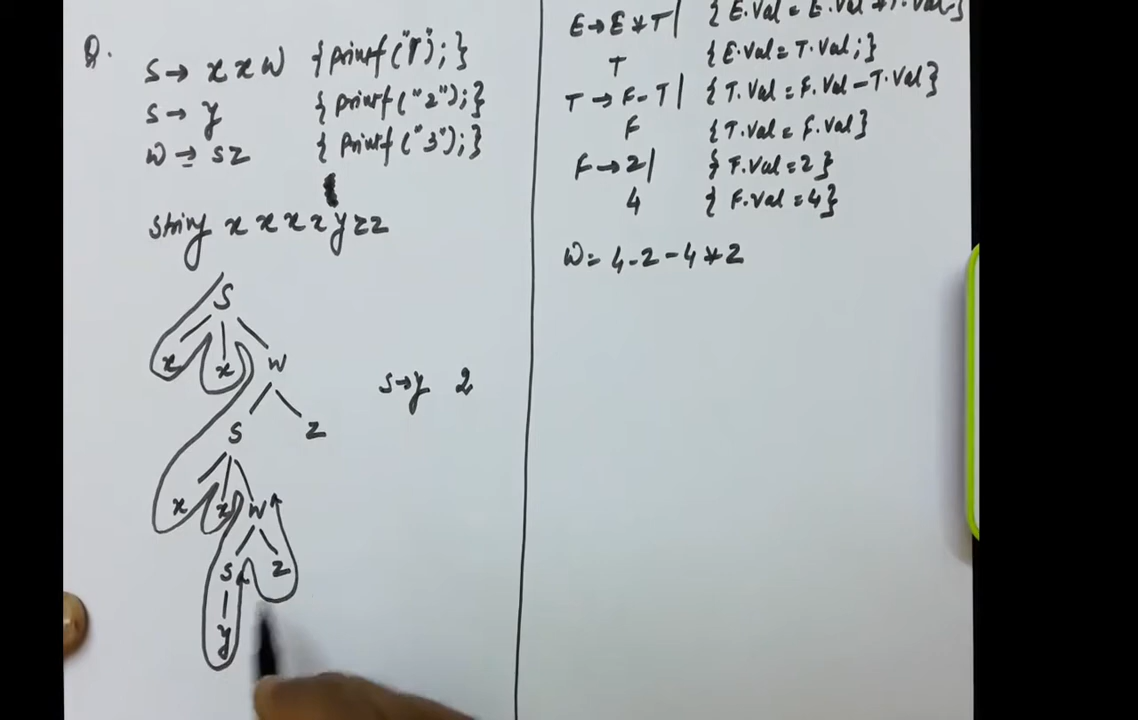 Q.
S→ x x W {printf("1");}
S→ y {printf("2");}
W→ SZ {printf("3");}
string x x x x y z z
S
x x W
S Z
x x W
S Z
y
S→y 2
E→E*T| {E.Val = E.Val * T.Val;}
T {E.Val = T.Val;}
T→F-T| {T.Val = F.Val - T.Val}
F {T.Val = F.Val}
F→2| {F.Val = 2}
4 {F.Val = 4}
W = 4-2-4*2